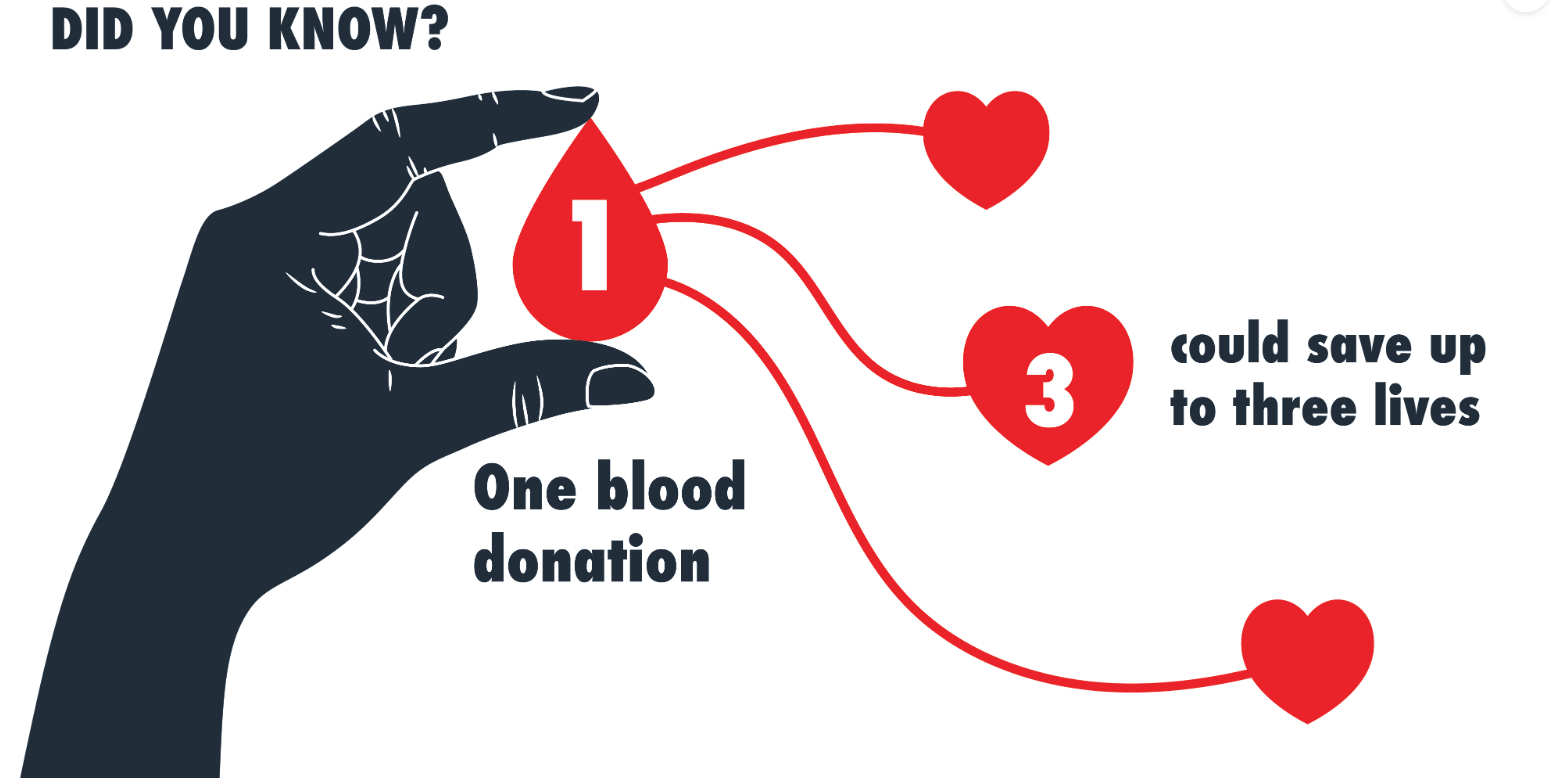 DID YOU KNOW?
1
One blood
donation
3
could save up
to three lives